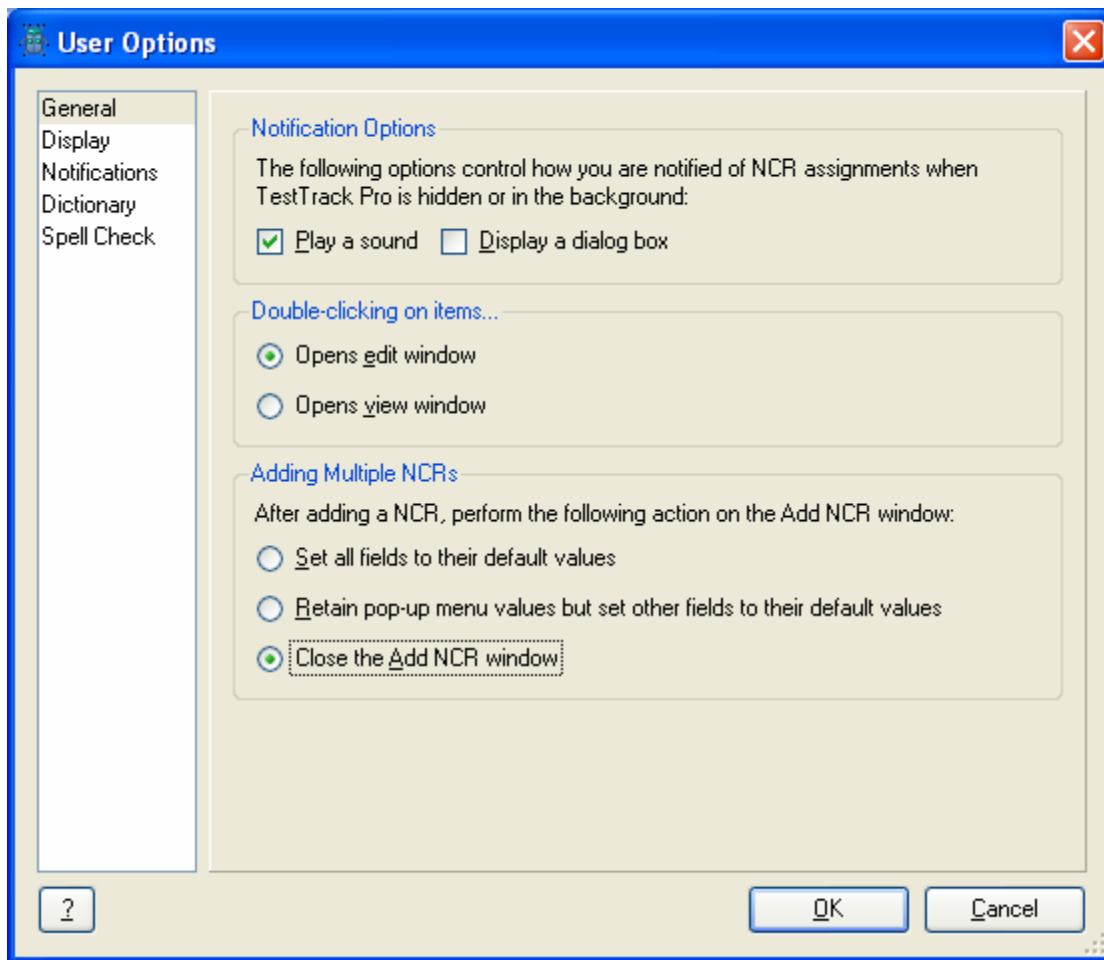 User Options
General
Display
Notifications
Dictionary
Spell Check
Notification Options
The following options control how you are notified of NCR assignments when
TestTrack Pro is hidden or in the background:
Play a sound Display a dialog box
Double-clicking on items...
Opens edit window
Opens view window
Adding Multiple NCRs
After adding a NCR, perform the following action on the Add NCR window:
Set all fields to their default values
Retain pop-up menu values but set other fields to their default values
Close the Add NCR window
? OK Cancel